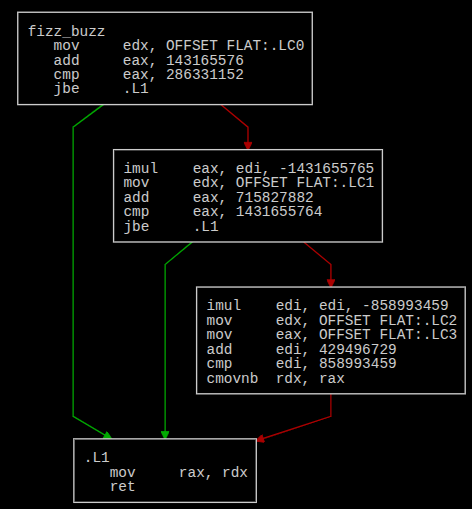 fizz_buzz
mov edx, OFFSET FLAT:.LC0
add eax, 143165576
cmp eax, 286331152
jbe .L1
imul eax, edi, -1431655765
mov edx, OFFSET FLAT:.LC1
add eax, 715827882
cmp eax, 1431655764
jbe .L1
imul edi, edi, -858993459
mov edx, OFFSET FLAT:.LC2
mov eax, OFFSET FLAT:.LC3
add edi, 429496729
cmp edi, 858993459
cmovnb rdx, rax
.L1
mov rax, rdx
ret